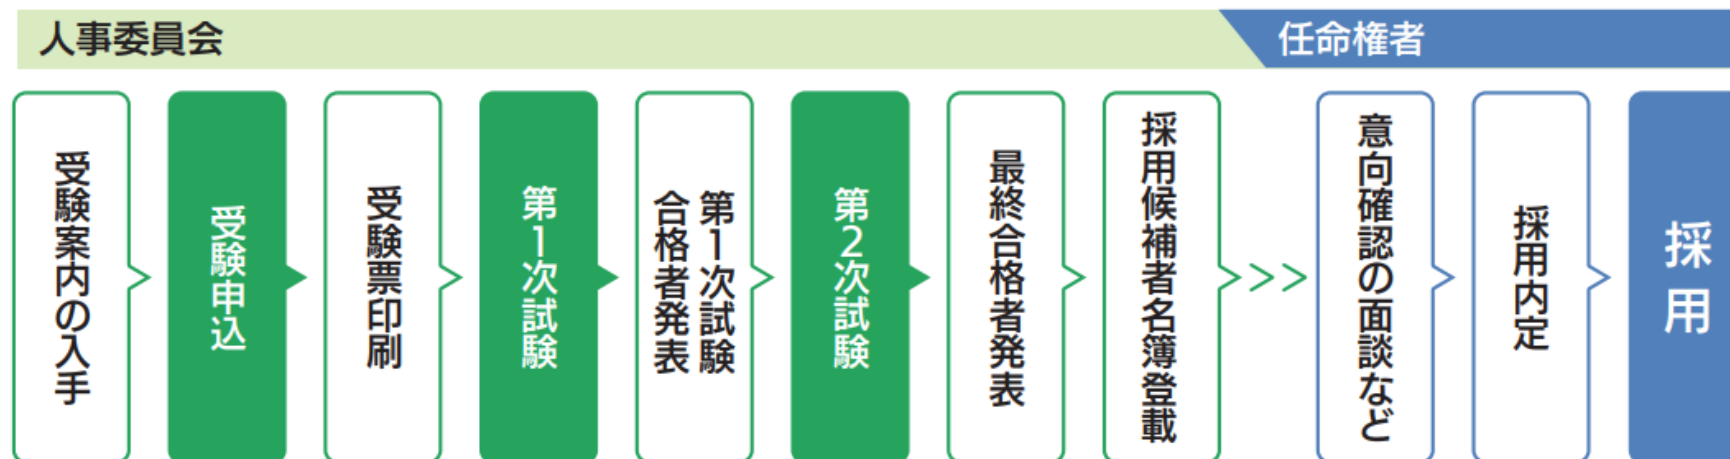 人事委員会
任命権者
受験案内の入手
受験申込
受験票印刷
第1次試験
第1次試験
合格者発表
第2次試験
最終合格者発表
採用候補者名簿登載
意向確認の面談など
採用内定
採用